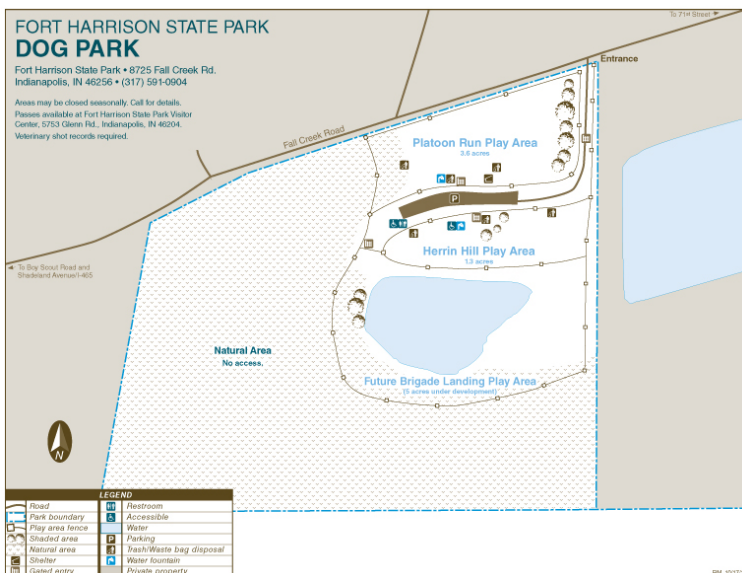 FORT HARRISON STATE PARK
DOG PARK
Fort Harrison State Park • 8725 Fall Creek Rd.
Indianapolis, IN 46256 • (317) 591-0904
Areas may be closed seasonally. Call for details.
Passes available at Fort Harrison State Park Visitor
Center, 5753 Glenn Rd., Indianapolis, IN 46204.
Veterinary shot records required.
To 71st Street
Entrance
Fall Creek Road
Platoon Run Play Area
3.6 acres
P
Herrin Hill Play Area
1.3 acres
To Boy Scout Road and
Shadeland Avenue/I-465
Natural Area
No access.
Future Brigade Landing Play Area
(5 acres under development)
N
LEGEND
Road
Park boundary
Play area fence
Shaded area
Natural area
Shelter
Gated entry
Restroom
Accessible
Water
P Parking
Trash/Waste bag disposal
Water fountain
Private property